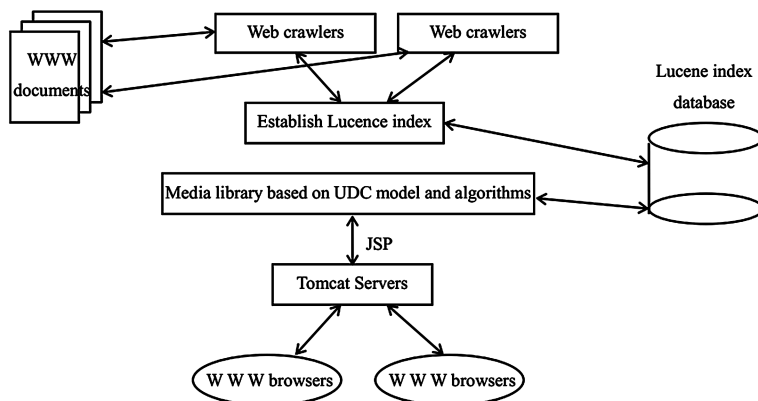 Web crawlers
Web crawlers
WWW
documents
Lucene index
database
Establish Lucence index
Media library based on UDC model and algorithms
JSP
Tomcat Servers
W W W browsers
W W W browsers